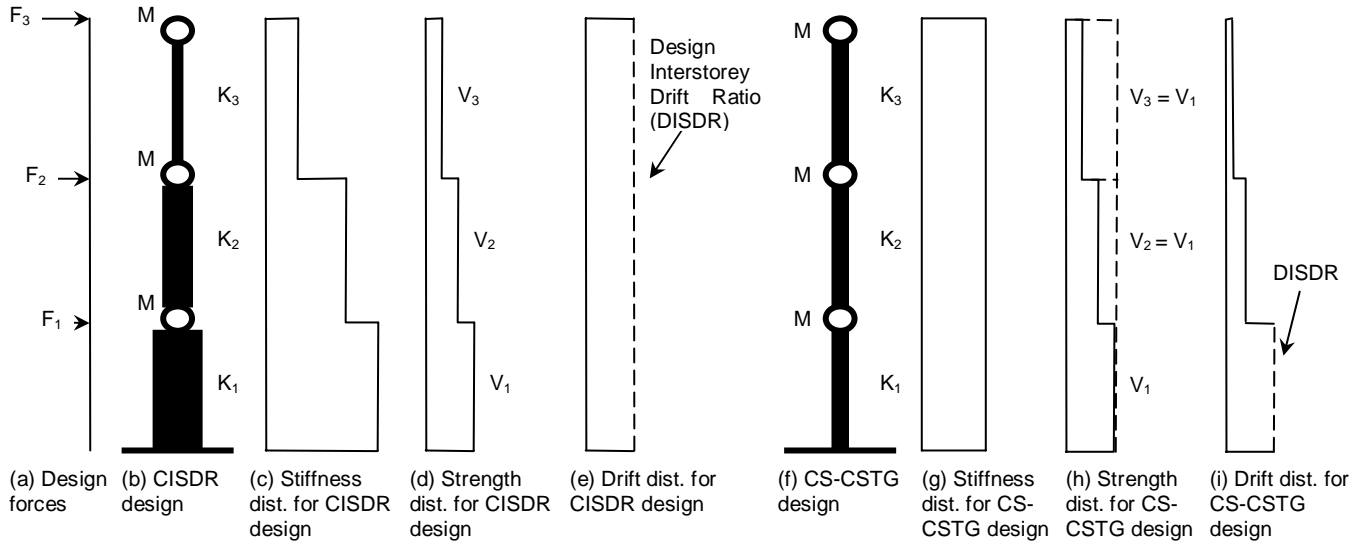 F3
F2
F1
(a) Design
forces
M
K3
M
K2
M
K1
(b) CISDR
design
(c) Stiffness
dist. for CISDR
design
V3
V2
V1
(d) Strength
dist. for CISDR
design
Design
Interstorey
Drift Ratio
(DISDR)
(e) Drift dist. for
CISDR design
M
K3
M
K2
M
K1
(f) CS-CSTG
design
(g) Stiffness
dist. for CS-
CSTG design
V3 = V1
V2 = V1
V1
(h) Strength
dist. for CS-
CSTG design
DISDR
(i) Drift dist. for
CS-CSTG
design